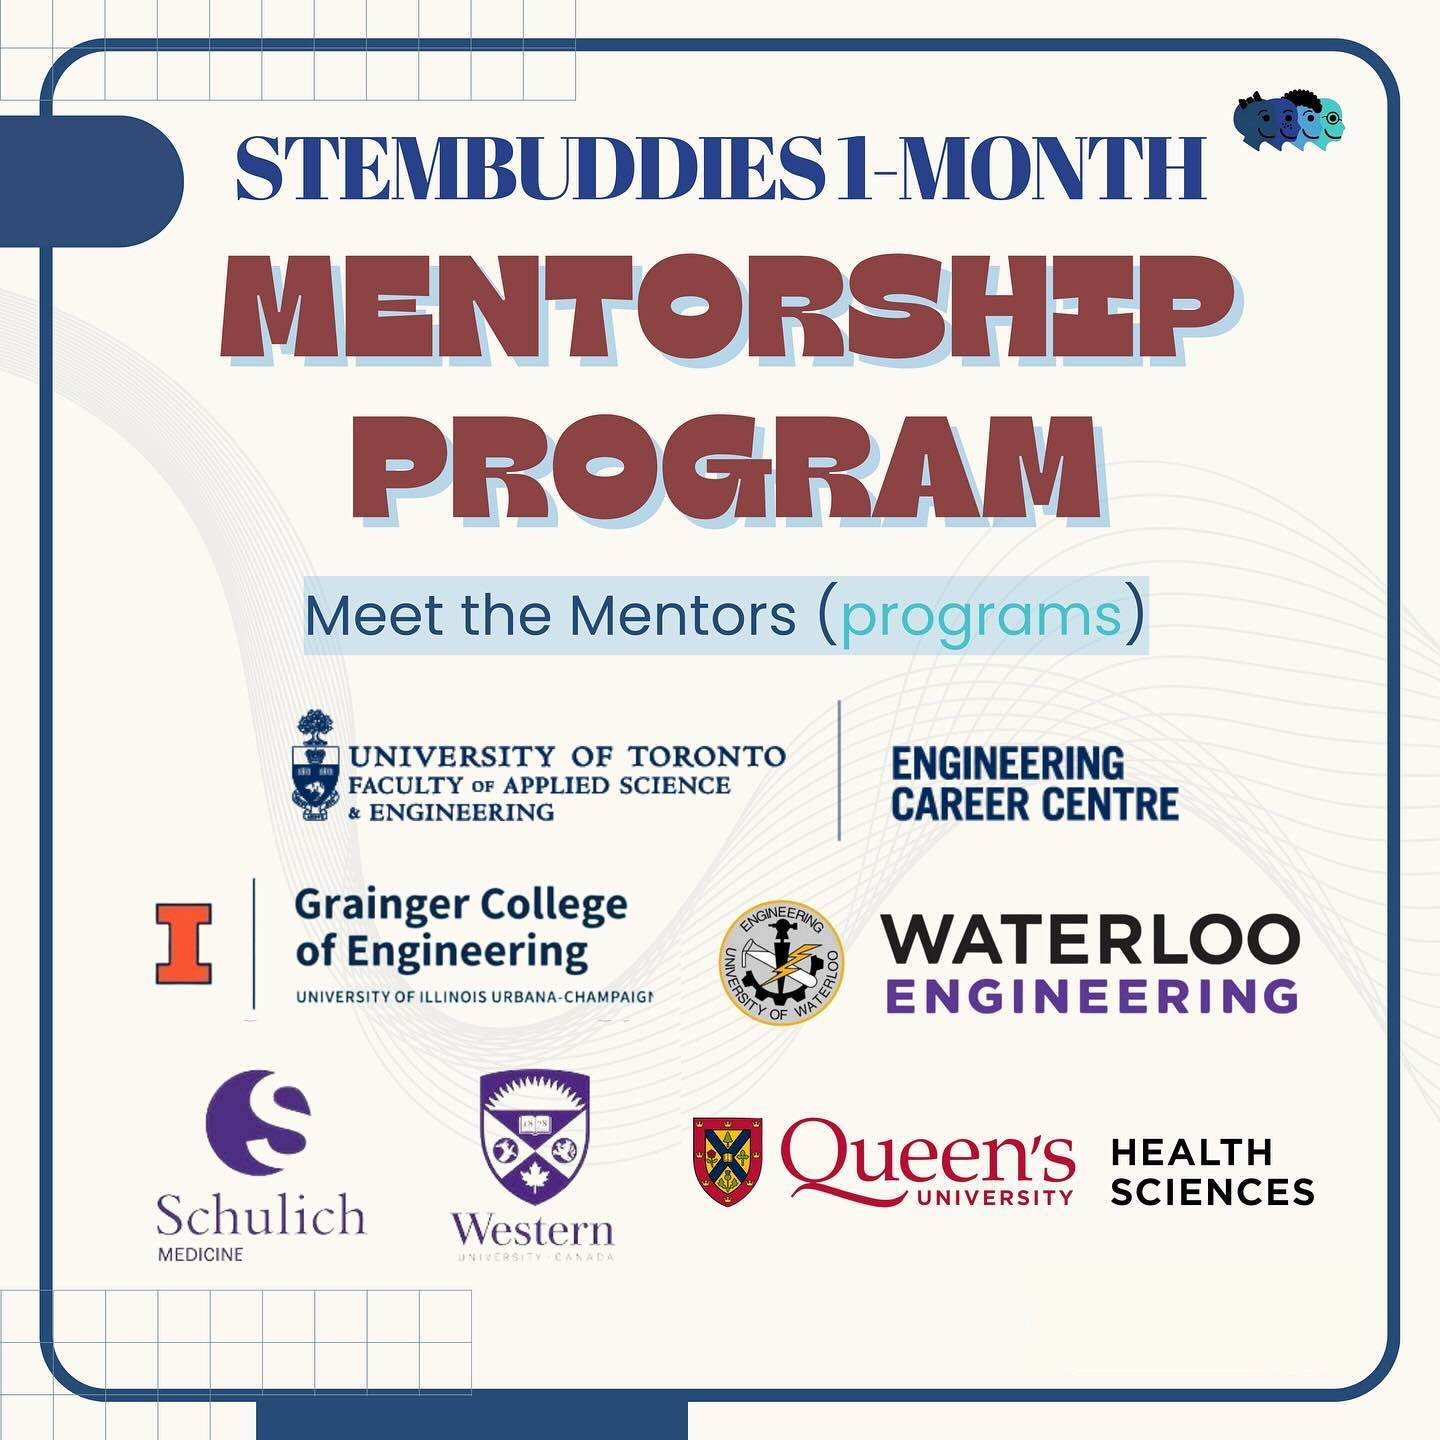 STEMBUDDIES 1-MONTH
MENTORSHIP
PROGRAM
Meet the Mentors (programs)
UNIVERSITY OF TORONTO
FACULTY OF APPLIED SCIENCE
& ENGINEERING
ENGINEERING
CAREER CENTRE
I
Grainger College
of Engineering
UNIVERSITY OF ILLINOIS URBANA-CHAMPAIGN
ENGINEERING
UNIVERSITY OF WATERLOO
WATERLOO
ENGINEERING
S
Schulich
MEDICINE
1878
Western
UNIVERSITY · CANADA
Queen's
UNIVERSITY
HEALTH
SCIENCES